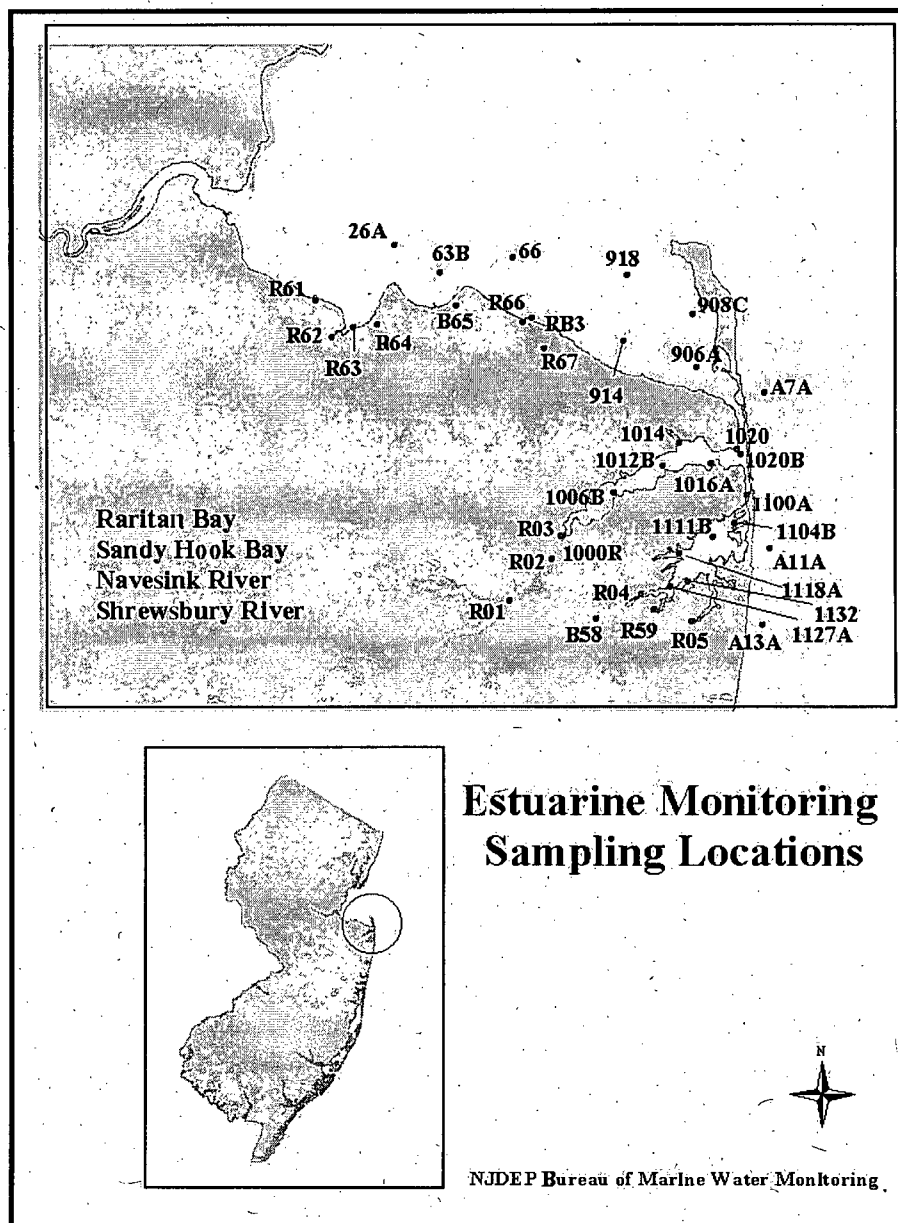 26A
63B
66
918
R61
R66
908C
B65
RB3
R62
R64
R63
R67
906A
914
A7A
1014
1020
1012B
1020B
1016A
1006B
1100A
Raritan Bay
R03
1111B
1104B
Sandy Hook Bay
1000R
R02
A11A
Navesink River
R04
1118A
Shrewsbury River
R01
1132
B58
R59
R05
A13A
1127A
Estuarine Monitoring
Sampling Locations
N
NJDEP Bureau of Marine Water Monitoring